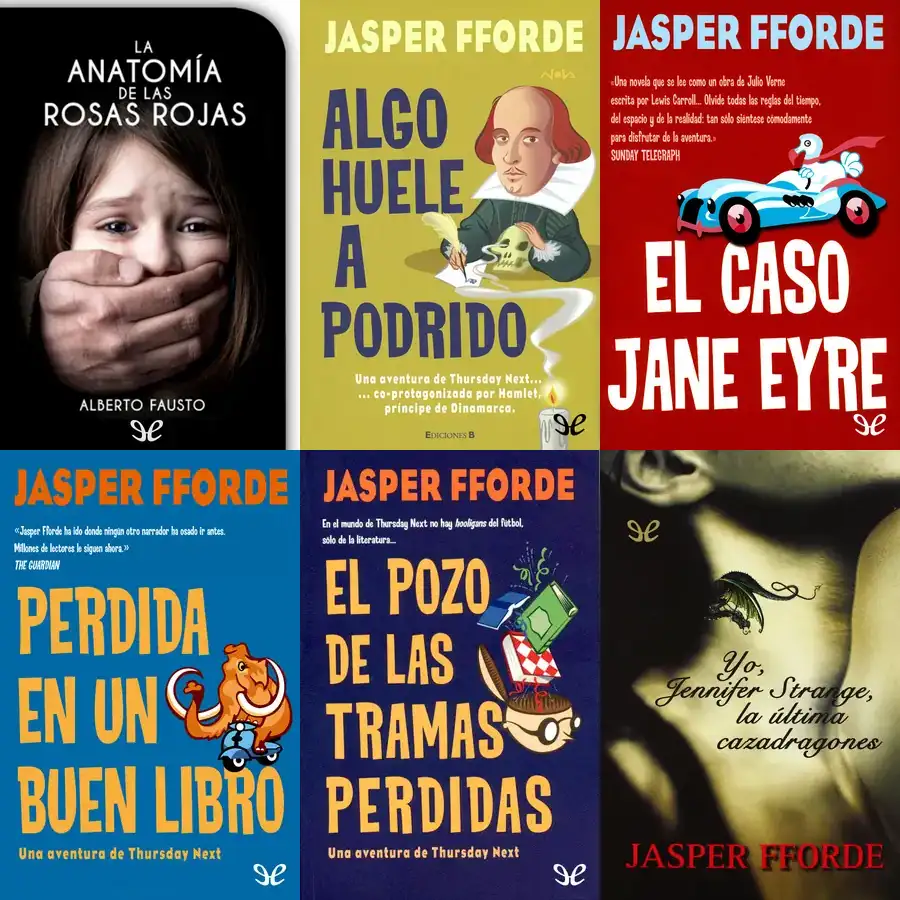 LA
ANATOMÍA
DE LAS
ROSAS ROJAS
ALBERTO FAUSTO
JASPER FFORDE
Nova
ALGO
HUELE
A
PODRIDO
Una aventura de Thursday Next...
... co-protagonizada por Hamlet,
príncipe de Dinamarca.
EDICIONES B
JASPER FFORDE
«Una novela que se lee como un obra de Julio Verne
escrita por Lewis Carroll... Olvide todas las reglas del tiempo,
del espacio y de la realidad: tan sólo siéntese cómodamente
para disfrutar de la aventura.»
SUNDAY TELEGRAPH
EL CASO
JANE EYRE
JASPER FFORDE
«Jasper Fforde ha ido donde ningún otro narrador ha osado ir antes.
Millones de lectores le siguen ahora.»
THE GUARDIAN
PERDIDA
EN UN
BUEN LIBRO
Una aventura de Thursday Next
JASPER FFORDE
En el mundo de Thursday Next no hay hooligans del fútbol,
sólo de la literatura...
EL POZO
DE LAS
TRAMAS
PERDIDAS
Una aventura de Thursday Next
Yo,
Jennifer Strange,
la última
cazadragones
JASPER FFORDE